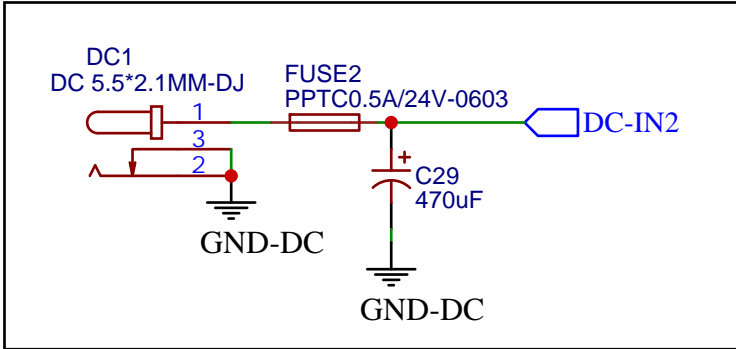 DC1
DC 5.5*2.1MM-DJ
FUSE2
PPTC0.5A/24V-0603
1
3
2
DC-IN2
+
C29
470uF
GND-DC
GND-DC